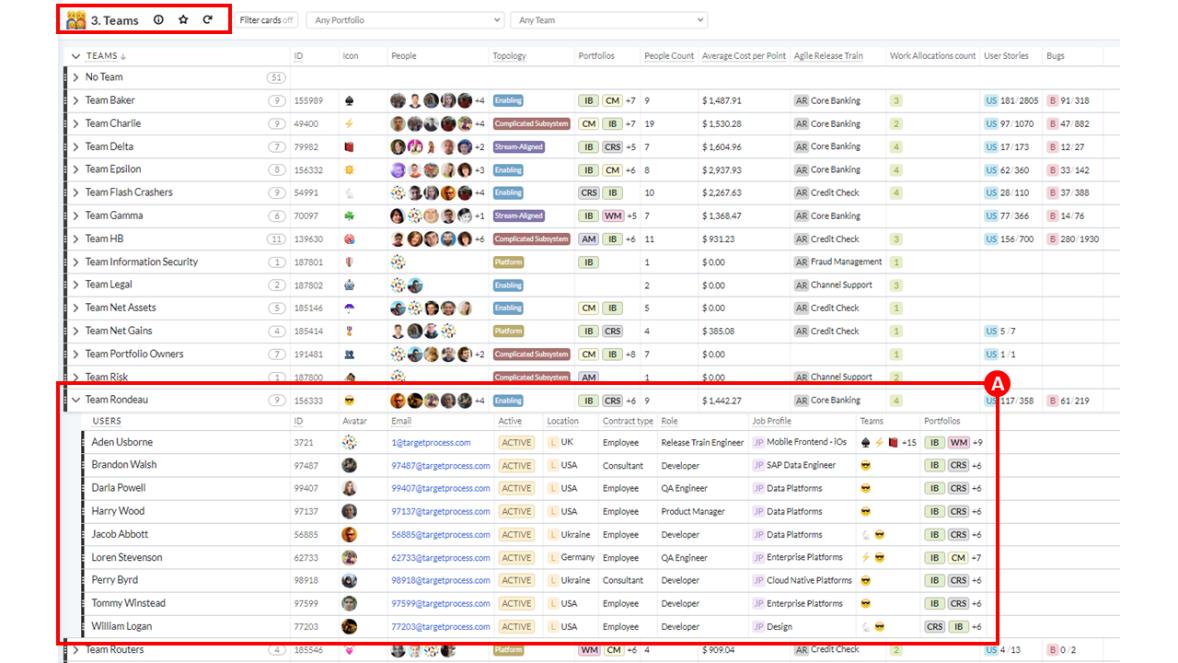 3. Teams Filter cards off Any Portfolio Any Team
TEAMS ↓ ID Icon People Topology Portfolios People Count Average Cost per Point Agile Release Train Work Allocations count User Stories Bugs
No Team 51
Team Baker 9 155989 +4 Enabling IB CM +7 9 $ 1,487.91 AR Core Banking 3 US 181/2805 B 91/318
Team Charlie 9 49400 +4 Complicated Subsystem CM IB +7 19 $ 1,530.28 AR Core Banking 2 US 97/1070 B 47/882
Team Delta 7 79982 +2 Stream-Aligned IB CRS +5 7 $ 1,604.96 AR Core Banking 4 US 17/173 B 12/27
Team Epsilon 8 156332 +3 Enabling IB CM +6 8 $ 2,937.93 AR Core Banking 4 US 62/360 B 33/142
Team Flash Crashers 9 54991 +4 Enabling CRS IB 10 $ 2,267.63 AR Credit Check 4 US 28/110 B 37/388
Team Gamma 6 70097 +1 Stream-Aligned IB WM +5 7 $ 1,368.47 AR Core Banking US 77/366 B 14/76
Team HB 11 139630 +6 Complicated Subsystem AM IB +6 11 $ 931.23 AR Credit Check 3 US 156/700 B 280/1930
Team Information Security 1 187801 Platform IB 1 $ 0.00 AR Fraud Management 1
Team Legal 2 187802 Enabling 2 $ 0.00 AR Channel Support 3
Team Net Assets 5 185146 Enabling CM IB 5 $ 0.00 AR Credit Check 1
Team Net Gains 4 185414 Platform IB CRS 4 $ 385.08 AR Credit Check 1 US 5/7
Team Portfolio Owners 7 191481 +2 Complicated Subsystem CM IB +8 7 $ 0.00 1 US 1/1
Team Risk 1 187800 Complicated Subsystem AM 1 $ 0.00 AR Channel Support 2
A
Team Rondeau 9 156333 +4 Enabling IB CRS +6 9 $ 1,442.27 AR Core Banking 4 US 117/358 B 61/219
USERS ID Avatar Email Active Location Contract type Role Job Profile Teams Portfolios
Aden Usborne 3721 1@targetprocess.com ACTIVE L UK Employee Release Train Engineer JP Mobile Frontend - iOs +15 IB WM +9
Brandon Walsh 97487 97487@targetprocess.com ACTIVE L USA Consultant Developer JP SAP Data Engineer IB CRS +6
Darla Powell 99407 99407@targetprocess.com ACTIVE L USA Employee QA Engineer JP Data Platforms IB CRS +6
Harry Wood 97137 97137@targetprocess.com ACTIVE L USA Employee Product Manager JP Data Platforms IB CRS +6
Jacob Abbott 56885 56885@targetprocess.com ACTIVE L Ukraine Employee Developer JP Data Platforms IB CRS +6
Loren Stevenson 62733 62733@targetprocess.com ACTIVE L Germany Employee QA Engineer JP Enterprise Platforms IB CM +7
Perry Byrd 98918 98918@targetprocess.com ACTIVE L Ukraine Consultant Developer JP Cloud Native Platforms IB CRS +6
Tommy Winstead 97599 97599@targetprocess.com ACTIVE L USA Employee Developer JP Enterprise Platforms IB CRS +6
William Logan 77203 77203@targetprocess.com ACTIVE L USA Employee Developer JP Design CRS IB +6
Team Routers 4 185546 Platform WM CM +6 4 $ 909.04 AR Credit Check 2 US 4/13 B 0/2